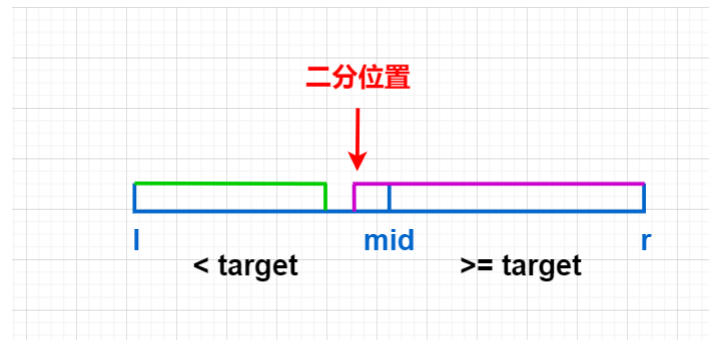 二分位置
l mid r
< target >= target